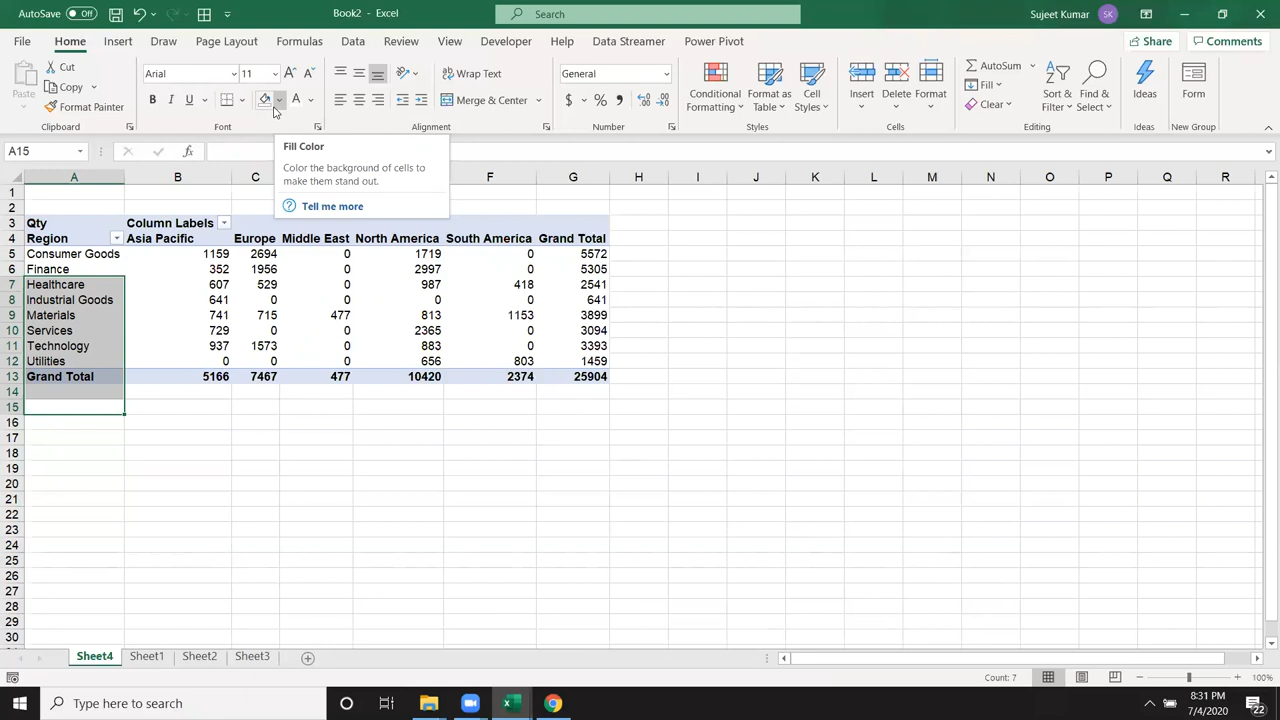 AutoSave Off Book2 - Excel Search Sujeet Kumar SK
File Home Insert Draw Page Layout Formulas Data Review View Developer Help Data Streamer Power Pivot Share Comments
Paste Cut Copy Format Painter Clipboard
Arial 11 B I U A Font
Wrap Text Merge & Center Alignment
General $ % , Number
Conditional Formatting Format as Table Cell Styles Styles
Insert Delete Format Cells
AutoSum Fill Clear Sort & Filter Find & Select Editing
Ideas Ideas
Form New Group
A15 fx
Fill Color
Color the background of cells to
make them stand out.
Tell me more
A B C F G H I J K L M N O P Q R
1
2
3 Qty Column Labels
4 Region Asia Pacific Europe Middle East North America South America Grand Total
5 Consumer Goods 1159 2694 0 1719 0 5572
6 Finance 352 1956 0 2997 0 5305
7 Healthcare 607 529 0 987 418 2541
8 Industrial Goods 641 0 0 0 0 641
9 Materials 741 715 477 813 1153 3899
10 Services 729 0 0 2365 0 3094
11 Technology 937 1573 0 883 0 3393
12 Utilities 0 0 0 656 803 1459
13 Grand Total 5166 7467 477 10420 2374 25904
14
15
16
17
18
19
20
21
22
23
24
25
26
27
28
29
30
Sheet4 Sheet1 Sheet2 Sheet3
Count: 7 100%
Type here to search 8:31 PM
7/4/2020 22